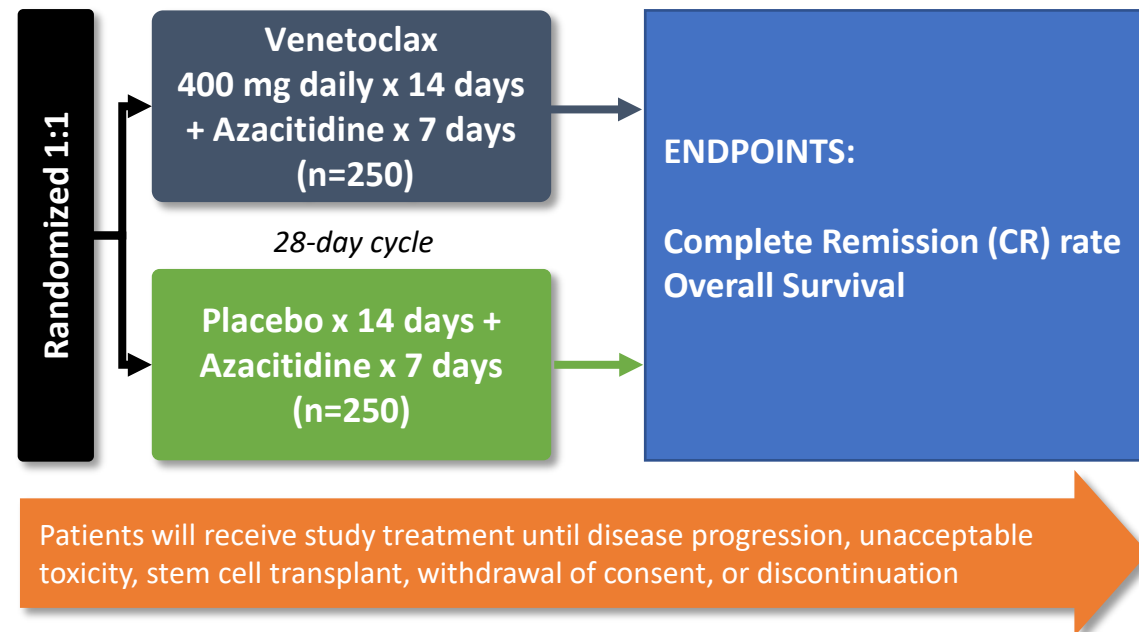 Randomized 1:1
Venetoclax
400 mg daily x 14 days
+ Azacitidine x 7 days
(n=250)
28-day cycle
Placebo x 14 days +
Azacitidine x 7 days
(n=250)
ENDPOINTS:
Complete Remission (CR) rate
Overall Survival
Patients will receive study treatment until disease progression, unacceptable
toxicity, stem cell transplant, withdrawal of consent, or discontinuation